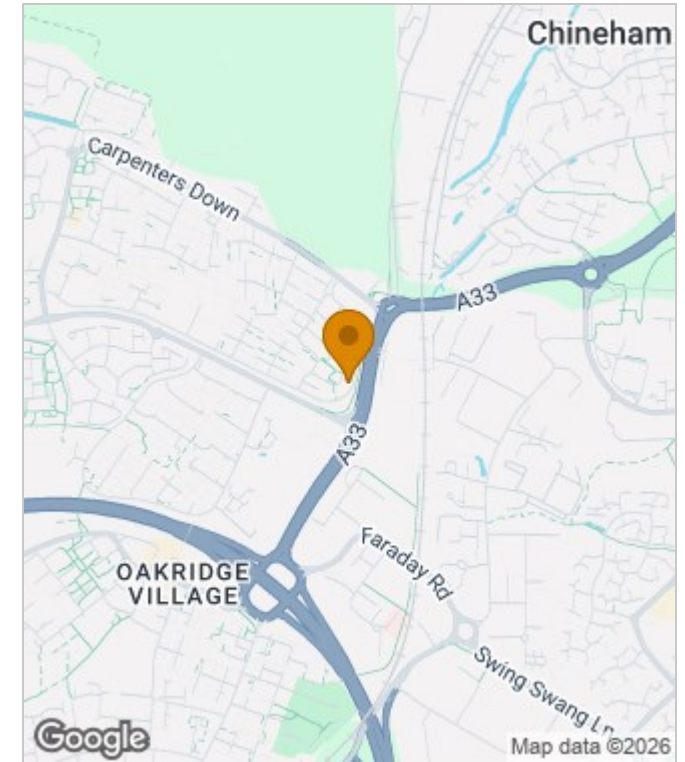 Chineham
Carpenters Down
A33
A33
Faraday Rd
OAKRIDGE
VILLAGE
Swing Swang Ln
Google
Map data ©2026